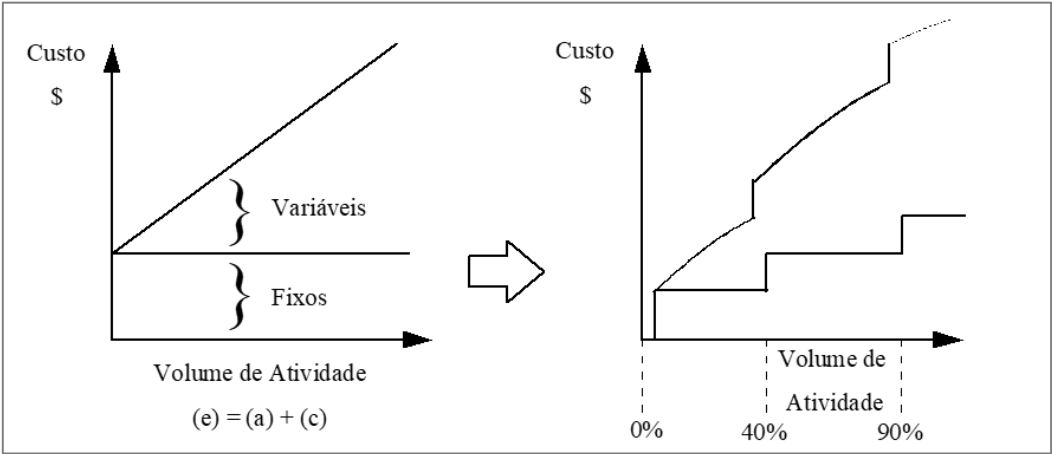 Custo
$
Variáveis
Fixos
Volume de Atividade
(e) = (a) + (c)
Custo
$
Volume de
Atividade
0%
40%
90%